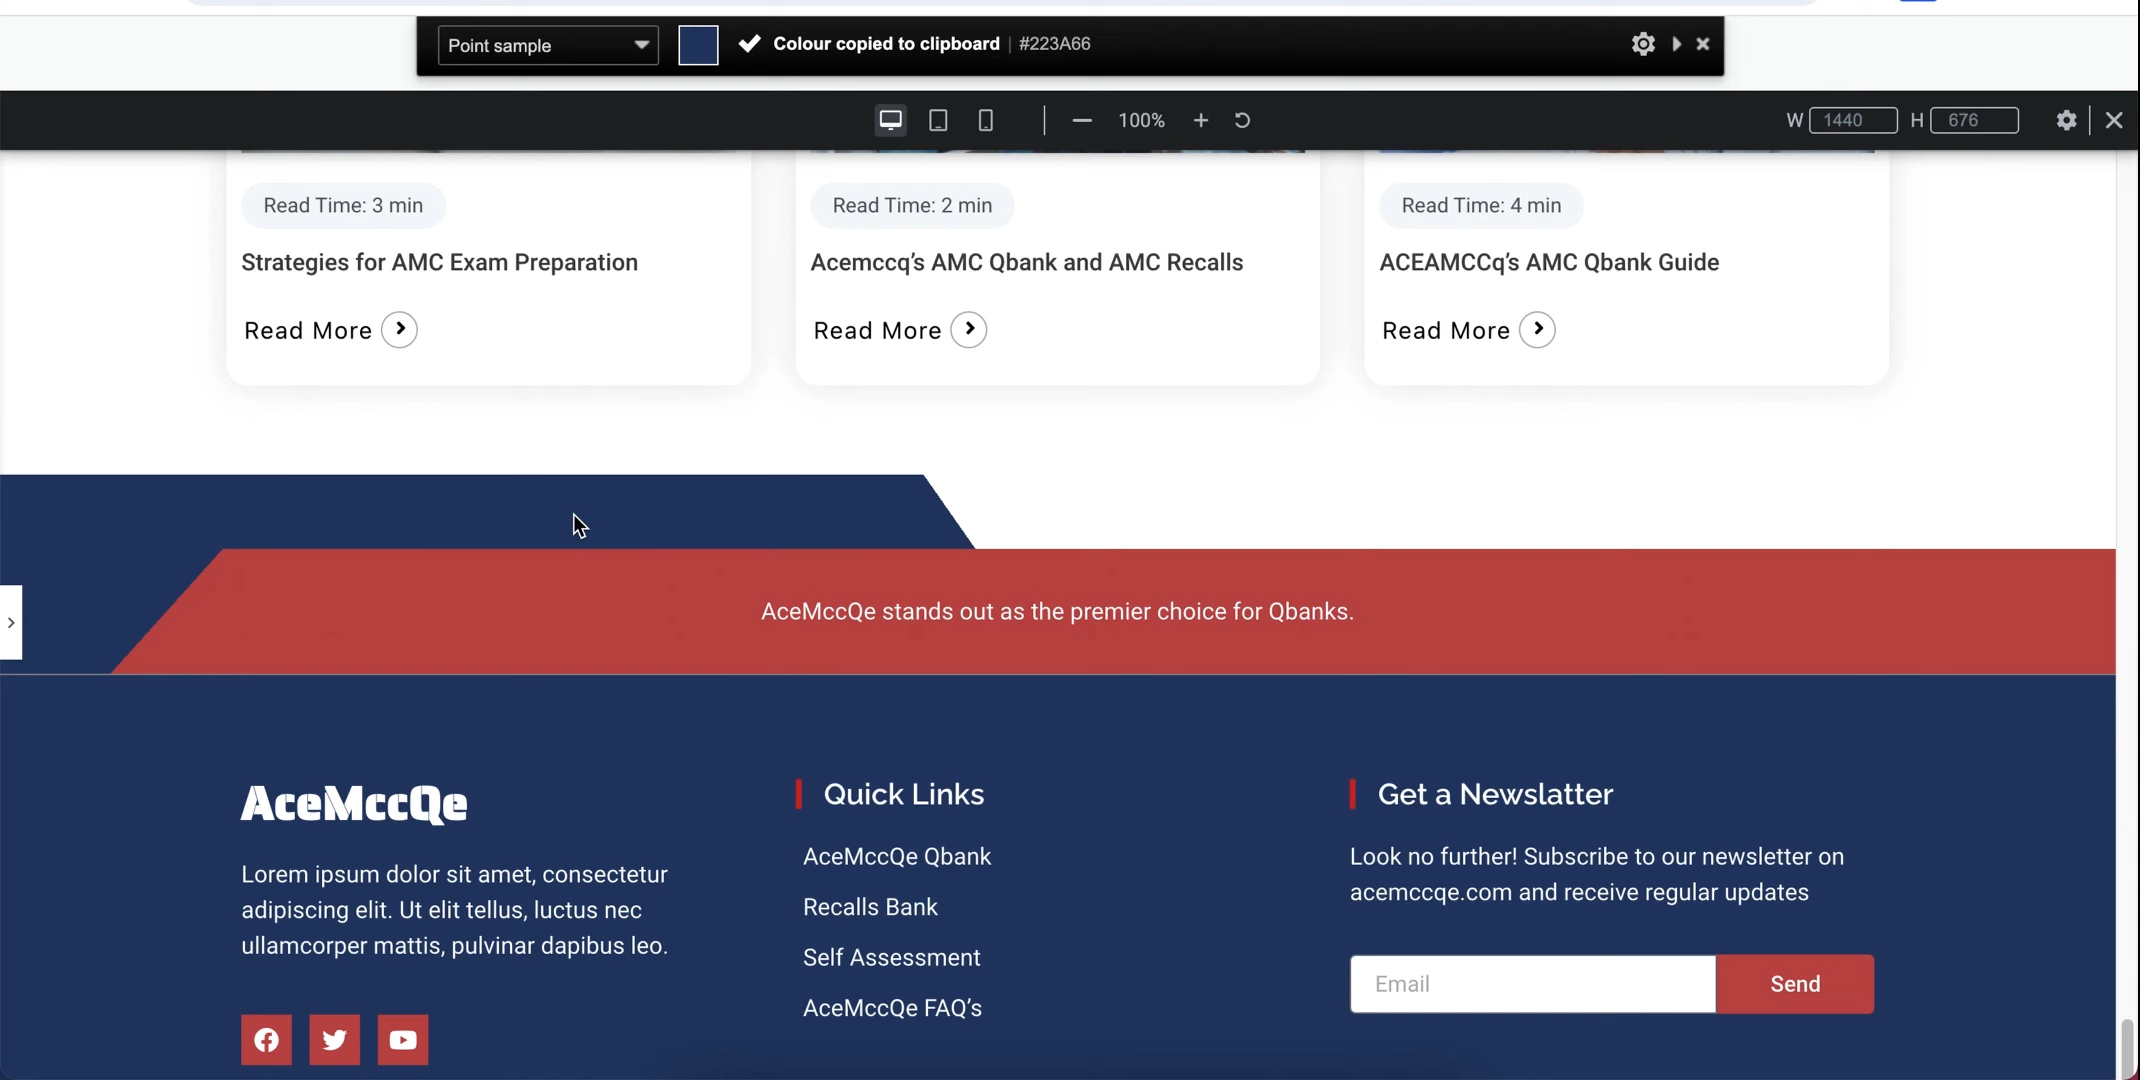 Point sample
Colour copied to clipboard | #223A66
100%
W 1440 H 676
Read Time: 3 min
Strategies for AMC Exam Preparation
Read More
Read Time: 2 min
Acemccq’s AMC Qbank and AMC Recalls
Read More
Read Time: 4 min
ACEAMCCq’s AMC Qbank Guide
Read More
AceMccQe stands out as the premier choice for Qbanks.
AceMccQe
Lorem ipsum dolor sit amet, consectetur
adipiscing elit. Ut elit tellus, luctus nec
ullamcorper mattis, pulvinar dapibus leo.
Quick Links
AceMccQe Qbank
Recalls Bank
Self Assessment
AceMccQe FAQ’s
Get a Newslatter
Look no further! Subscribe to our newsletter on
acemccqe.com and receive regular updates
Email
Send